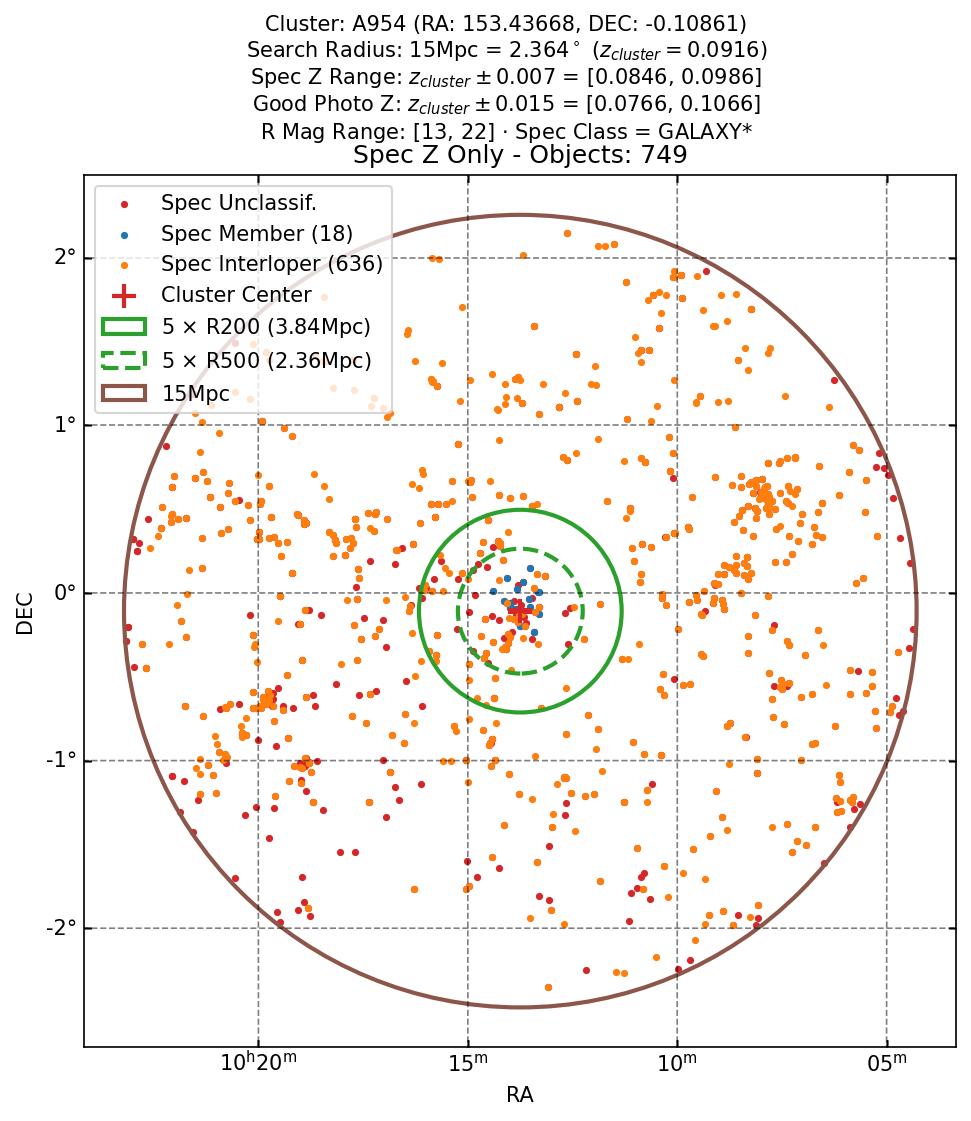 Cluster: A954 (RA: 153.43668, DEC: -0.10861)
Search Radius: 15Mpc = 2.364° (z_cluster = 0.0916)
Spec Z Range: z_cluster ± 0.007 = [0.0846, 0.0986]
Good Photo Z: z_cluster ± 0.015 = [0.0766, 0.1066]
R Mag Range: [13, 22] · Spec Class = GALAXY*
Spec Z Only - Objects: 749
Spec Unclassif.
Spec Member (18)
Spec Interloper (636)
Cluster Center
5 × R200 (3.84Mpc)
5 × R500 (2.36Mpc)
15Mpc
2°
1°
0°
-1°
-2°
DEC
10h20m 15m 10m 05m
RA